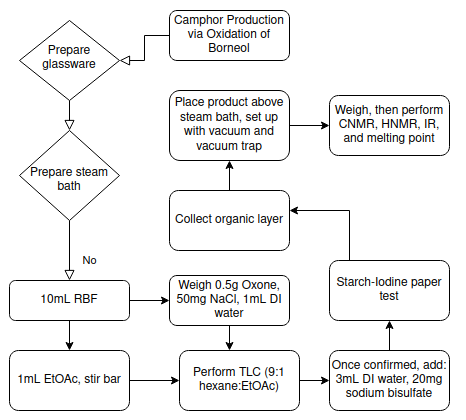 Camphor Production
via Oxidation of
Borneol
Prepare
glassware
Place product above
steam bath, set up
with vacuum and
vacuum trap
Weigh, then perform
CNMR, HNMR, IR,
and melting point
Prepare steam
bath
Collect organic layer
No
10mL RBF
Weigh 0.5g Oxone,
50mg NaCl, 1mL DI
water
Starch-Iodine paper
test
1mL EtOAc, stir bar
Perform TLC (9:1
hexane:EtOAc)
Once confirmed, add:
3mL DI water, 20mg
sodium bisulfate